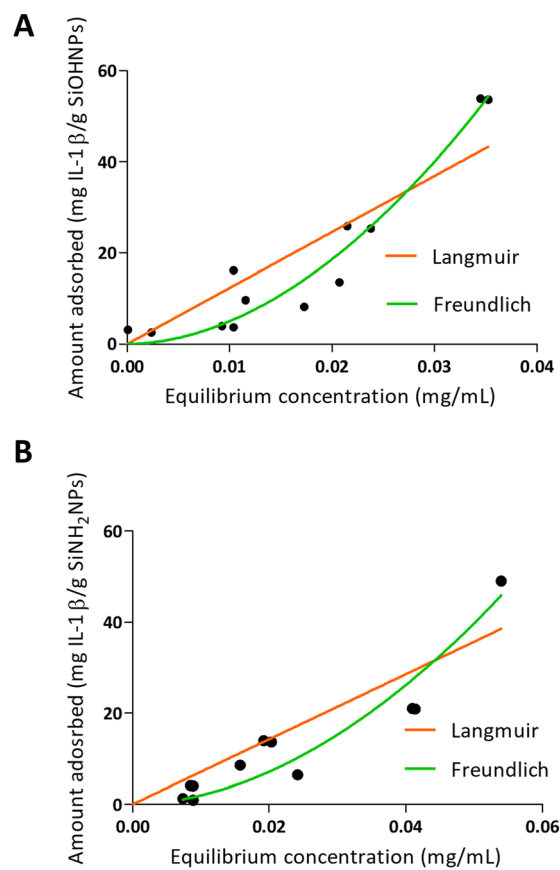 A
Amount adsorbed (mg IL-1β/g SiOHNPs)
60
40
20
0
0.00
0.01
0.02
0.03
0.04
Langmuir
Freundlich
Equilibrium concentration (mg/mL)
B
Amount adosrbed (mg IL-1β/g SiNH₂NPs)
60
40
20
0
0.00
0.02
0.04
0.06
Langmuir
Freundlich
Equilibrium concentration (mg/mL)